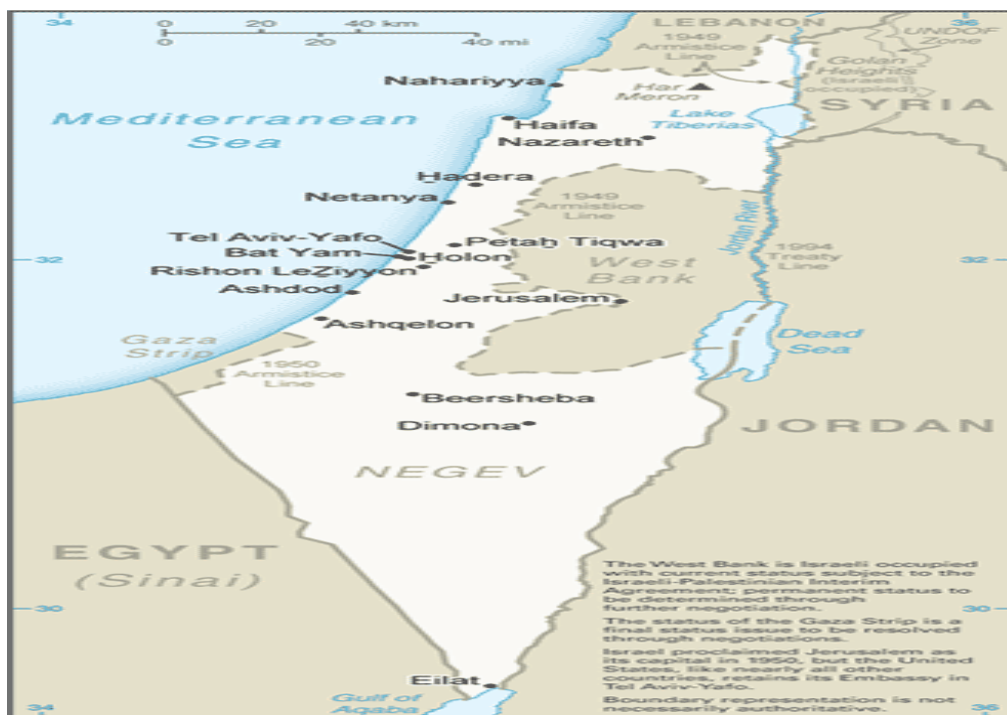 34
36
0 20 40 km
0 20 40 mi
LEBANON
1949
Armistice
Line
UNDOF
Zone
Golan
Heights
(Israeli
occupied)
SYRIA
Nahariyya
Har
Meron
Lake
Tiberias
Haifa
Nazareth
Mediterranean
Sea
Hadera
Netanya
1949
Armistice
Line
Jordan River
Tel Aviv-Yafo
Petah Tiqwa
Bat Yam
Holon
1994
Treaty
Line
32
32
Rishon LeZiyyon
West
Bank
Ashdod
Jerusalem
Ashqelon
Dead
Sea
Gaza
Strip
1950
Armistice
Line
Beersheba
Dimona
JORDAN
NEGEV
EGYPT
(Sinai)
The West Bank is Israeli occupied
with current status subject to the
Israeli-Palestinian Interim
Agreement; permanent status to
be determined through
further negotiation.
30
30
The status of the Gaza Strip is a
final status issue to be resolved
through negotiations.
Israel proclaimed Jerusalem as
its capital in 1950, but the United
States, like nearly all other
countries, retains its Embassy in
Tel Aviv-Yafo.
Boundary representation is not
necessarily authoritative.
Eilat
Gulf of
Aqaba
34
36